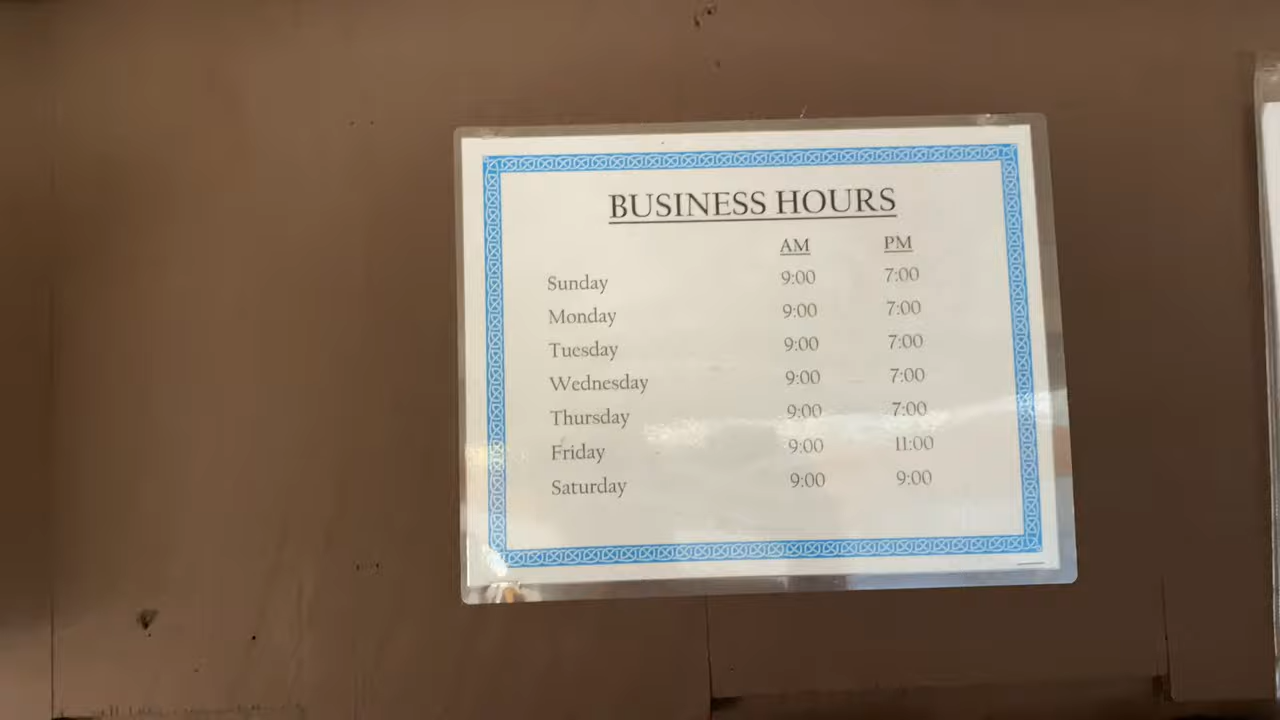 BUSINESS HOURS
AM PM
Sunday 9:00 7:00
Monday 9:00 7:00
Tuesday 9:00 7:00
Wednesday 9:00 7:00
Thursday 9:00 7:00
Friday 9:00 11:00
Saturday 9:00 9:00